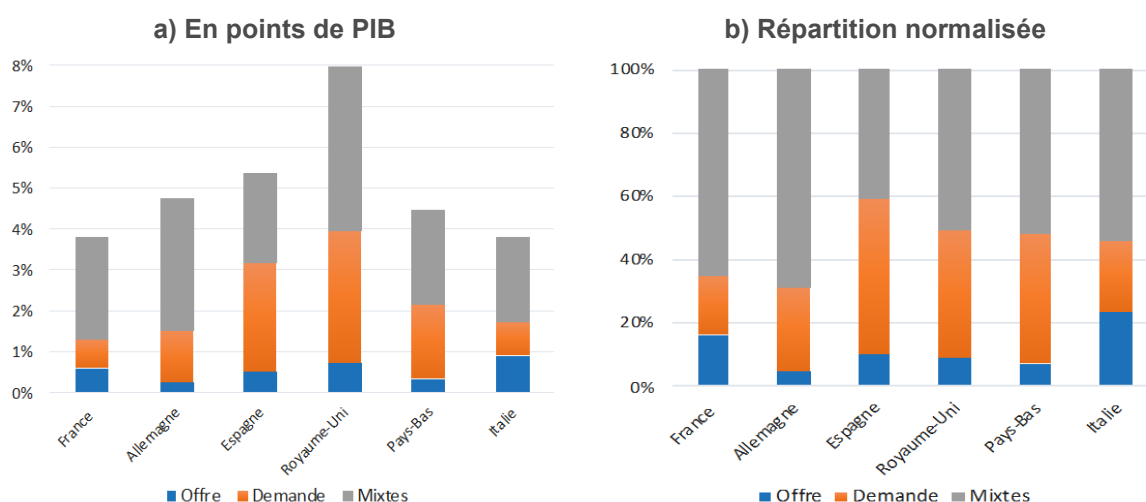 a) En points de PIB
8%
7%
6%
5%
4%
3%
2%
1%
0%
France
Allemagne
Espagne
Royaume-Uni
Pays-Bas
Italie
Offre Demande Mixtes
b) Répartition normalisée
100%
80%
60%
40%
20%
0%
France
Allemagne
Espagne
Royaume-Uni
Pays-Bas
Italie
Offre Demande Mixtes